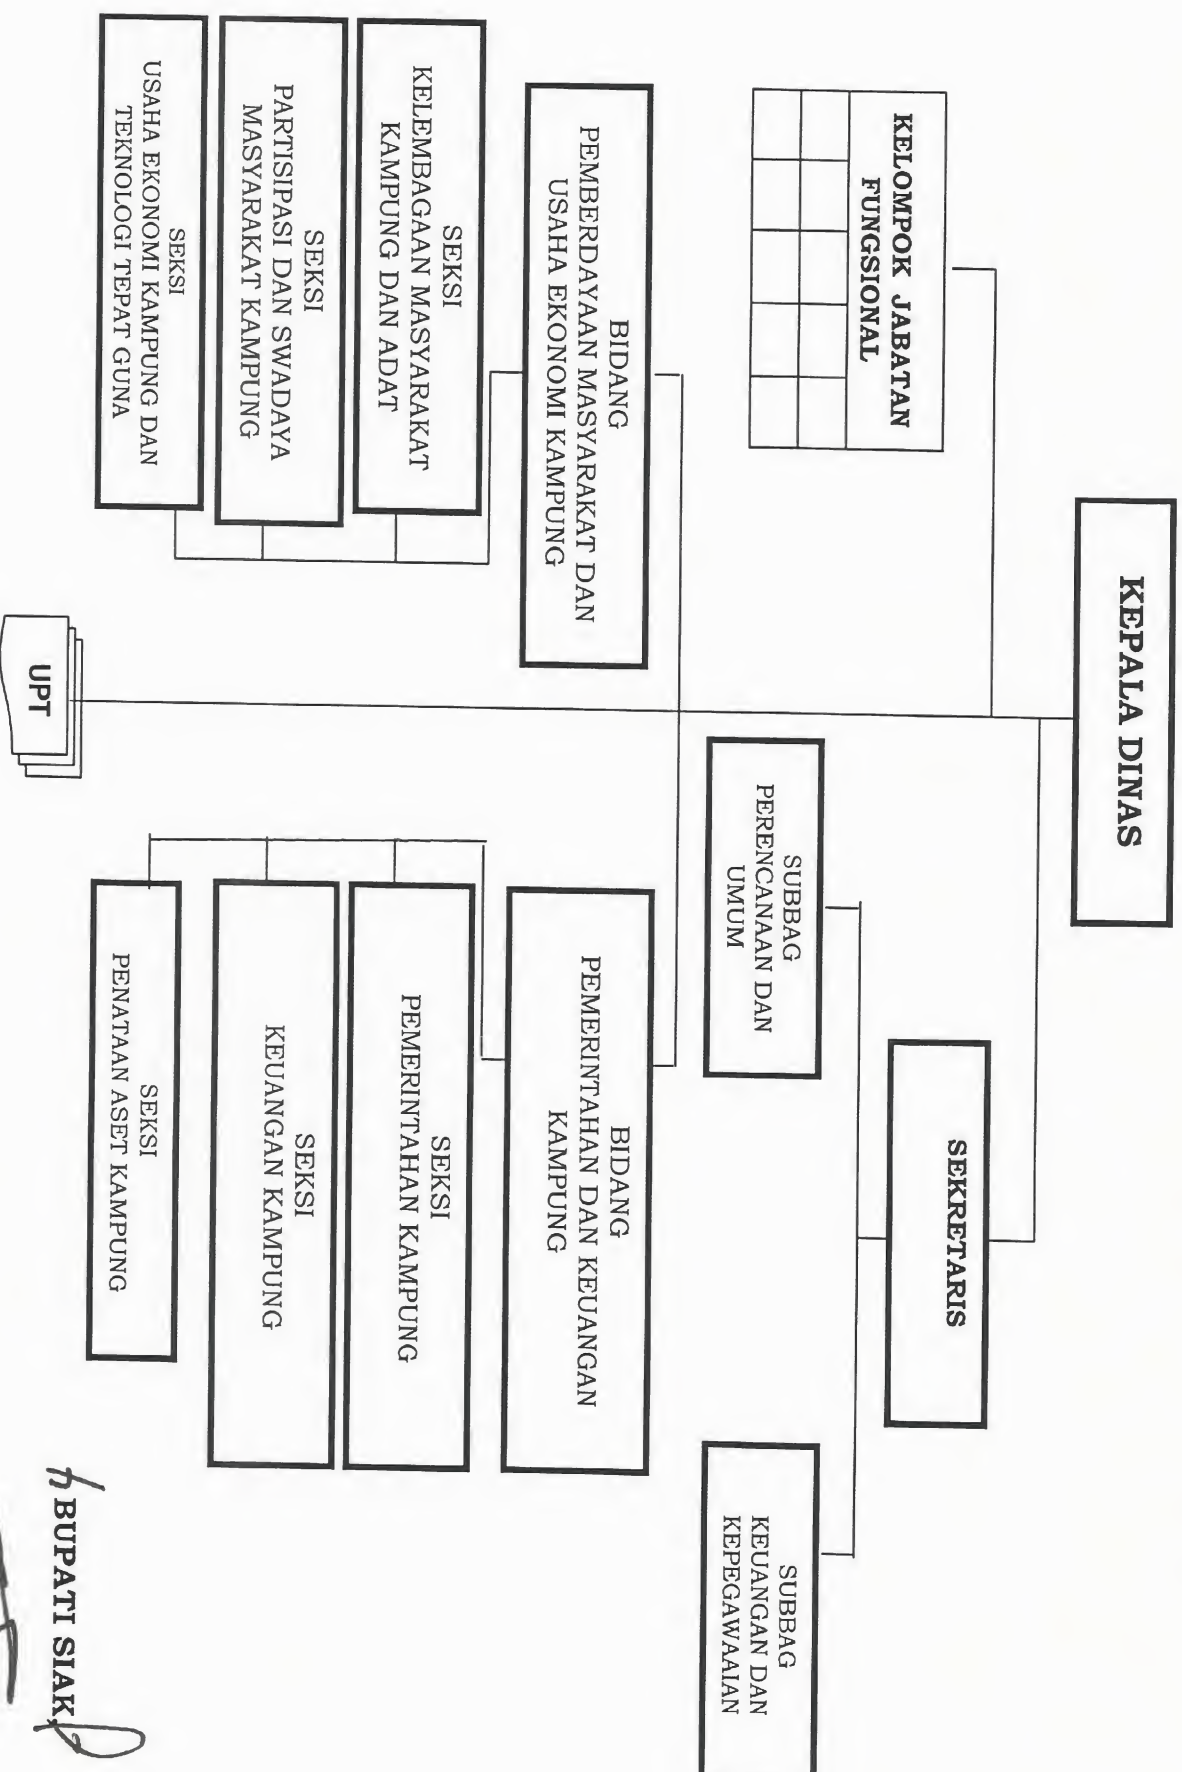 KEPALA DINAS
KELOMPOK JABATAN
FUNGSIONAL
SEKRETARIS
SUBBAG
PERENCANAAN DAN
UMUM
SUBBAG
KEUANGAN DAN
KEPEGAWAAIAN
BIDANG
PEMBERDAYAAN MASYARAKAT DAN
USAHA EKONOMI KAMPUNG
SEKSI
KELEMBAGAAN MASYARAKAT
KAMPUNG DAN ADAT
SEKSI
PARTISIPASI DAN SWADAYA
MASYARAKAT KAMPUNG
SEKSI
USAHA EKONOMI KAMPUNG DAN
TEKNOLOGI TEPAT GUNA
BIDANG
PEMERINTAHAN DAN KEUANGAN
KAMPUNG
SEKSI
PEMERINTAHAN KAMPUNG
SEKSI
KEUANGAN KAMPUNG
SEKSI
PENATAAN ASET KAMPUNG
UPT
BUPATI SIAK,